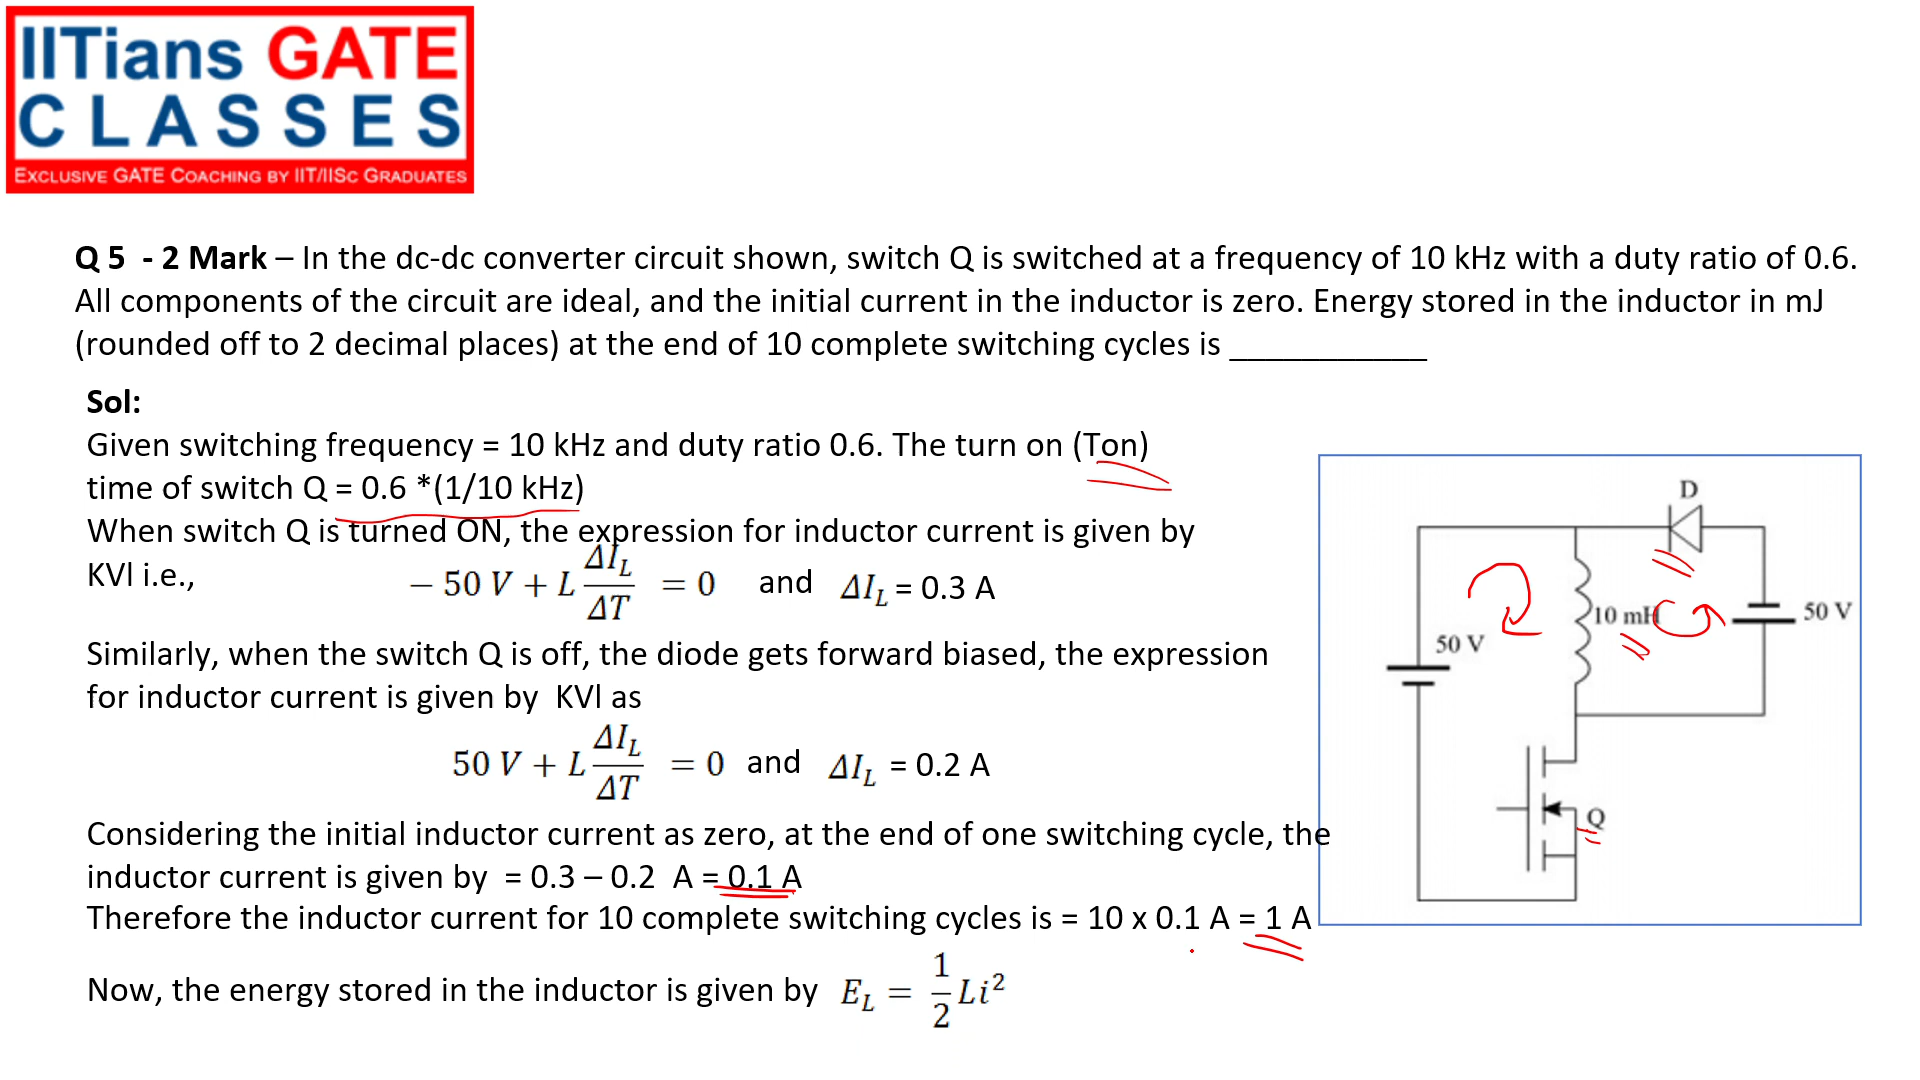 IITians GATE
CLASSES
EXCLUSIVE GATE COACHING BY IIT/IISC GRADUATES
Q 5 - 2 Mark – In the dc-dc converter circuit shown, switch Q is switched at a frequency of 10 kHz with a duty ratio of 0.6.
All components of the circuit are ideal, and the initial current in the inductor is zero. Energy stored in the inductor in mJ
(rounded off to 2 decimal places) at the end of 10 complete switching cycles is ___________
Sol:
Given switching frequency = 10 kHz and duty ratio 0.6. The turn on (Ton)
time of switch Q = 0.6 *(1/10 kHz)
When switch Q is turned ON, the expression for inductor current is given by
KVl i.e., − 50 V + L ΔI_L/ΔT = 0 and ΔI_L = 0.3 A
Similarly, when the switch Q is off, the diode gets forward biased, the expression
for inductor current is given by KVl as
50 V + L ΔI_L/ΔT = 0 and ΔI_L = 0.2 A
Considering the initial inductor current as zero, at the end of one switching cycle, the
inductor current is given by = 0.3 – 0.2 A = 0.1 A
Therefore the inductor current for 10 complete switching cycles is = 10 x 0.1 A = 1 A
Now, the energy stored in the inductor is given by E_L = 1/2 Li²
D
10 mH
50 V
50 V
Q